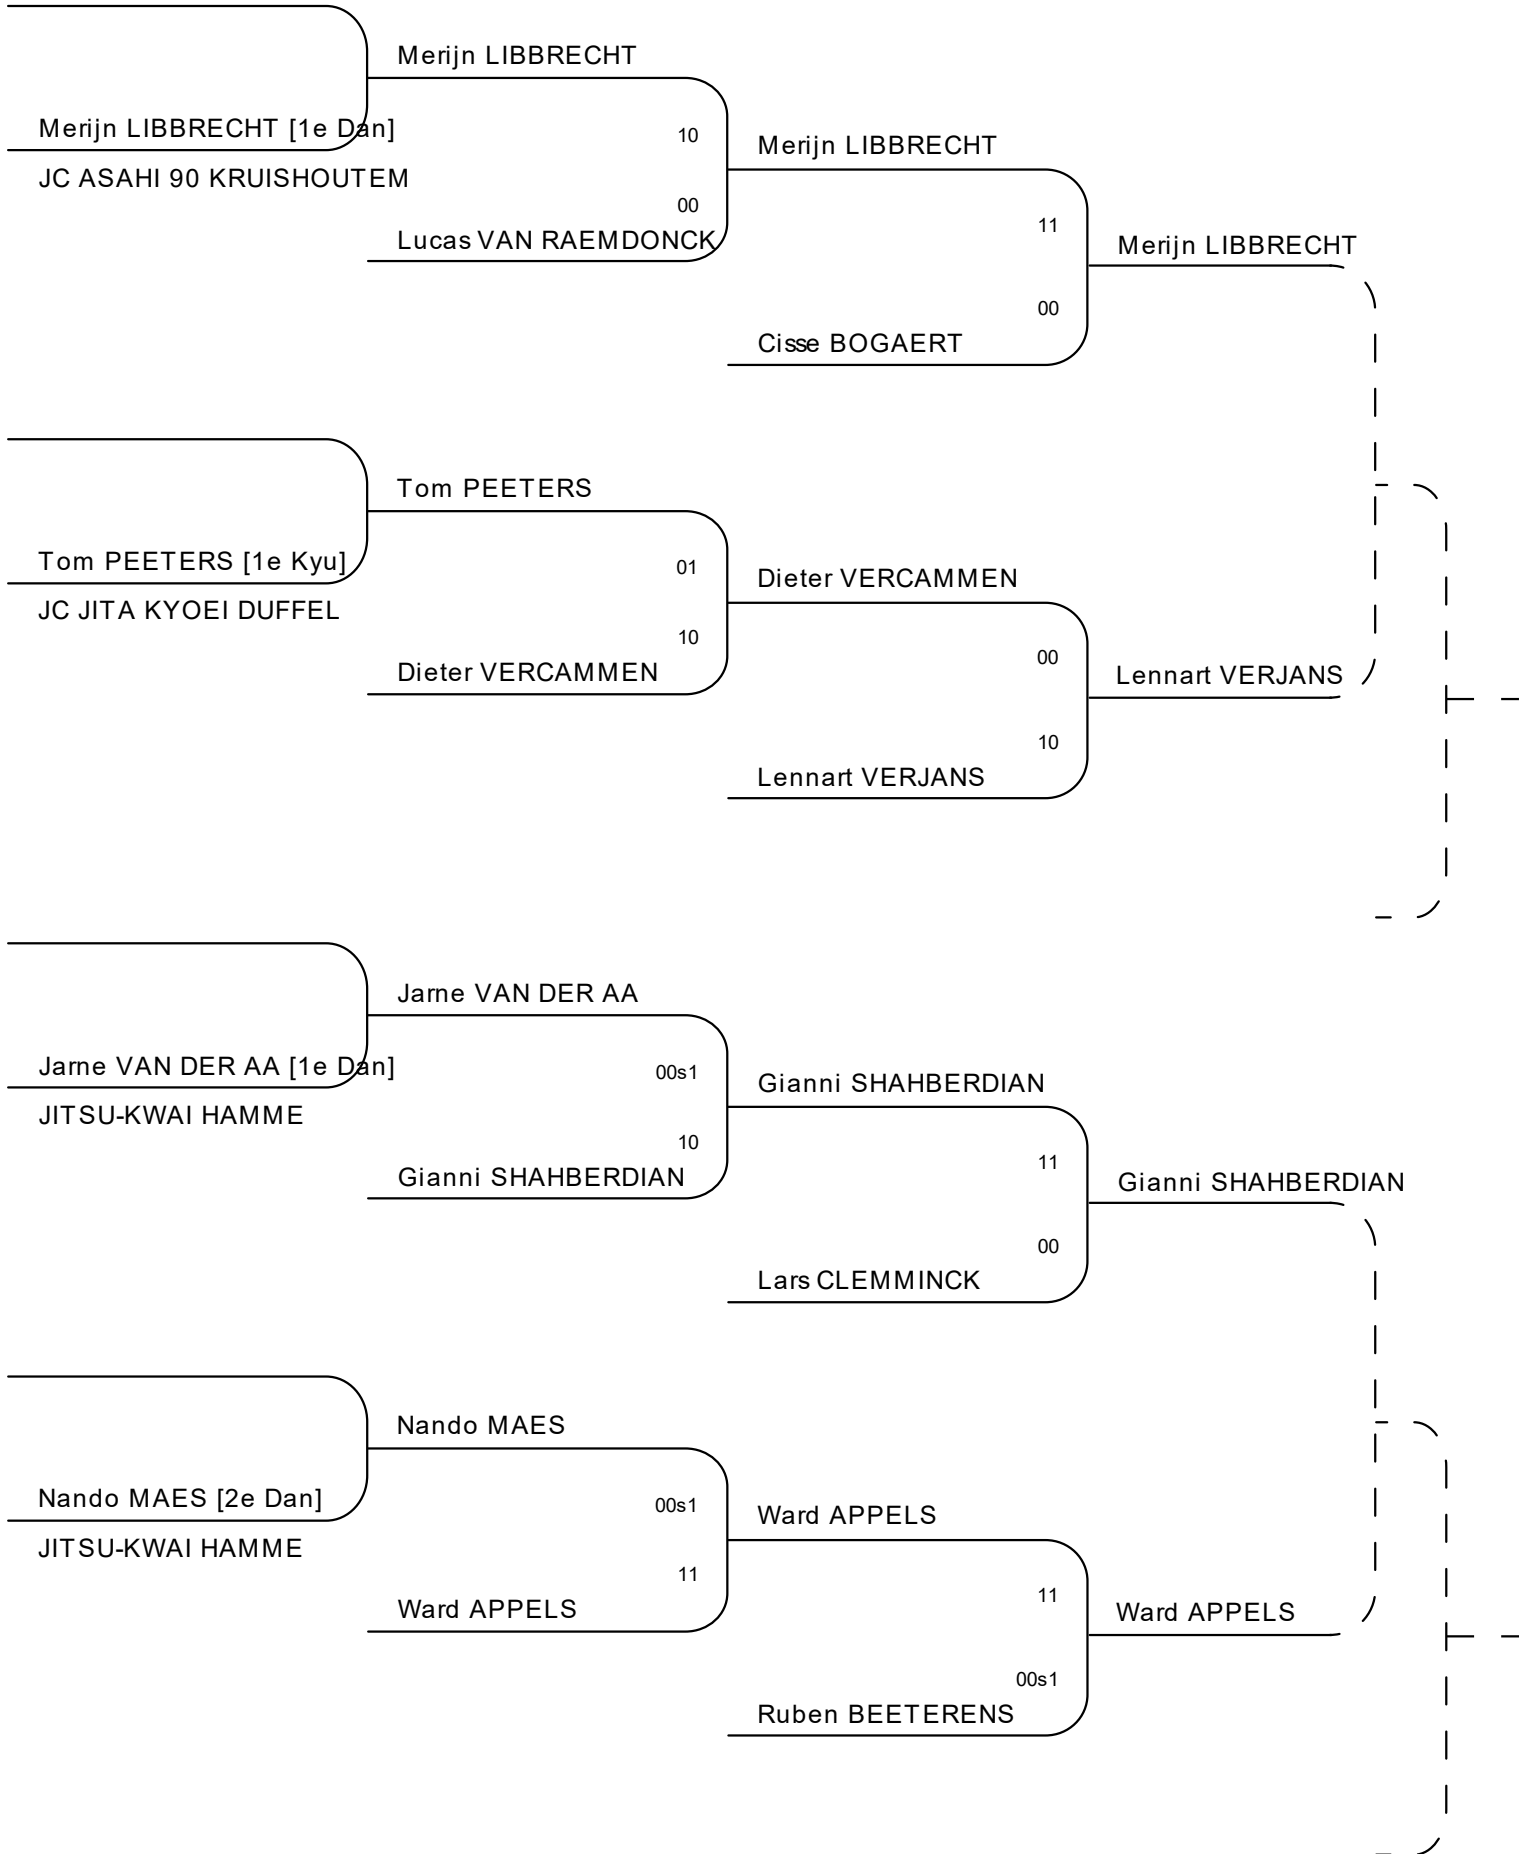 Merijn LIBBRECHT
Merijn LIBBRECHT [1e Dan]
10
Merijn LIBBRECHT
JC ASAHI 90 KRUISHOUTEM
00
11
Lucas VAN RAEMDONCK
Merijn LIBBRECHT
00
Cisse BOGAERT
Tom PEETERS
Tom PEETERS [1e Kyu]
01
Dieter VERCAMMEN
JC JITA KYOEI DUFFEL
10
00
Dieter VERCAMMEN
Lennart VERJANS
10
Lennart VERJANS
Jarne VAN DER AA
Jarne VAN DER AA [1e Dan]
00s1
Gianni SHAHBERDIAN
JITSU-KWAI HAMME
10
11
Gianni SHAHBERDIAN
Gianni SHAHBERDIAN
00
Lars CLEMMINCK
Nando MAES
Nando MAES [2e Dan]
00s1
Ward APPELS
JITSU-KWAI HAMME
11
11
Ward APPELS
Ward APPELS
00s1
Ruben BEETERENS